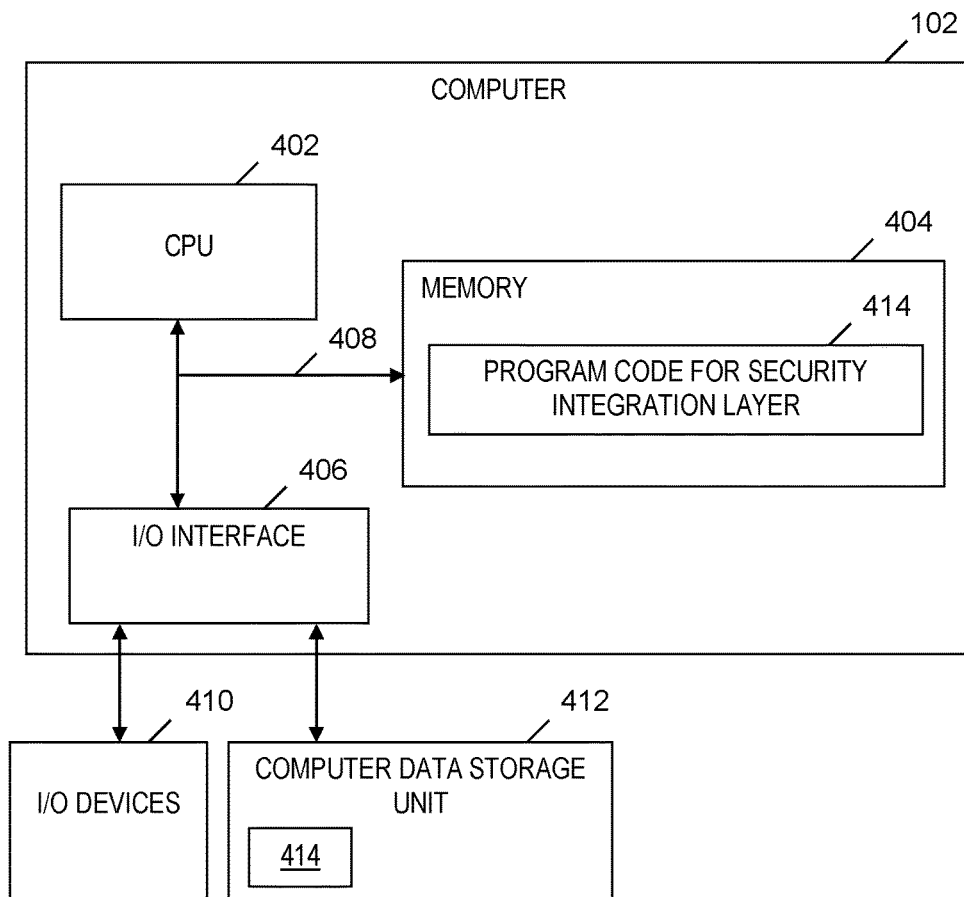 102
COMPUTER
402
CPU
404
MEMORY
414
PROGRAM CODE FOR SECURITY
INTEGRATION LAYER
408
406
I/O INTERFACE
410
I/O DEVICES
412
COMPUTER DATA STORAGE
UNIT
414